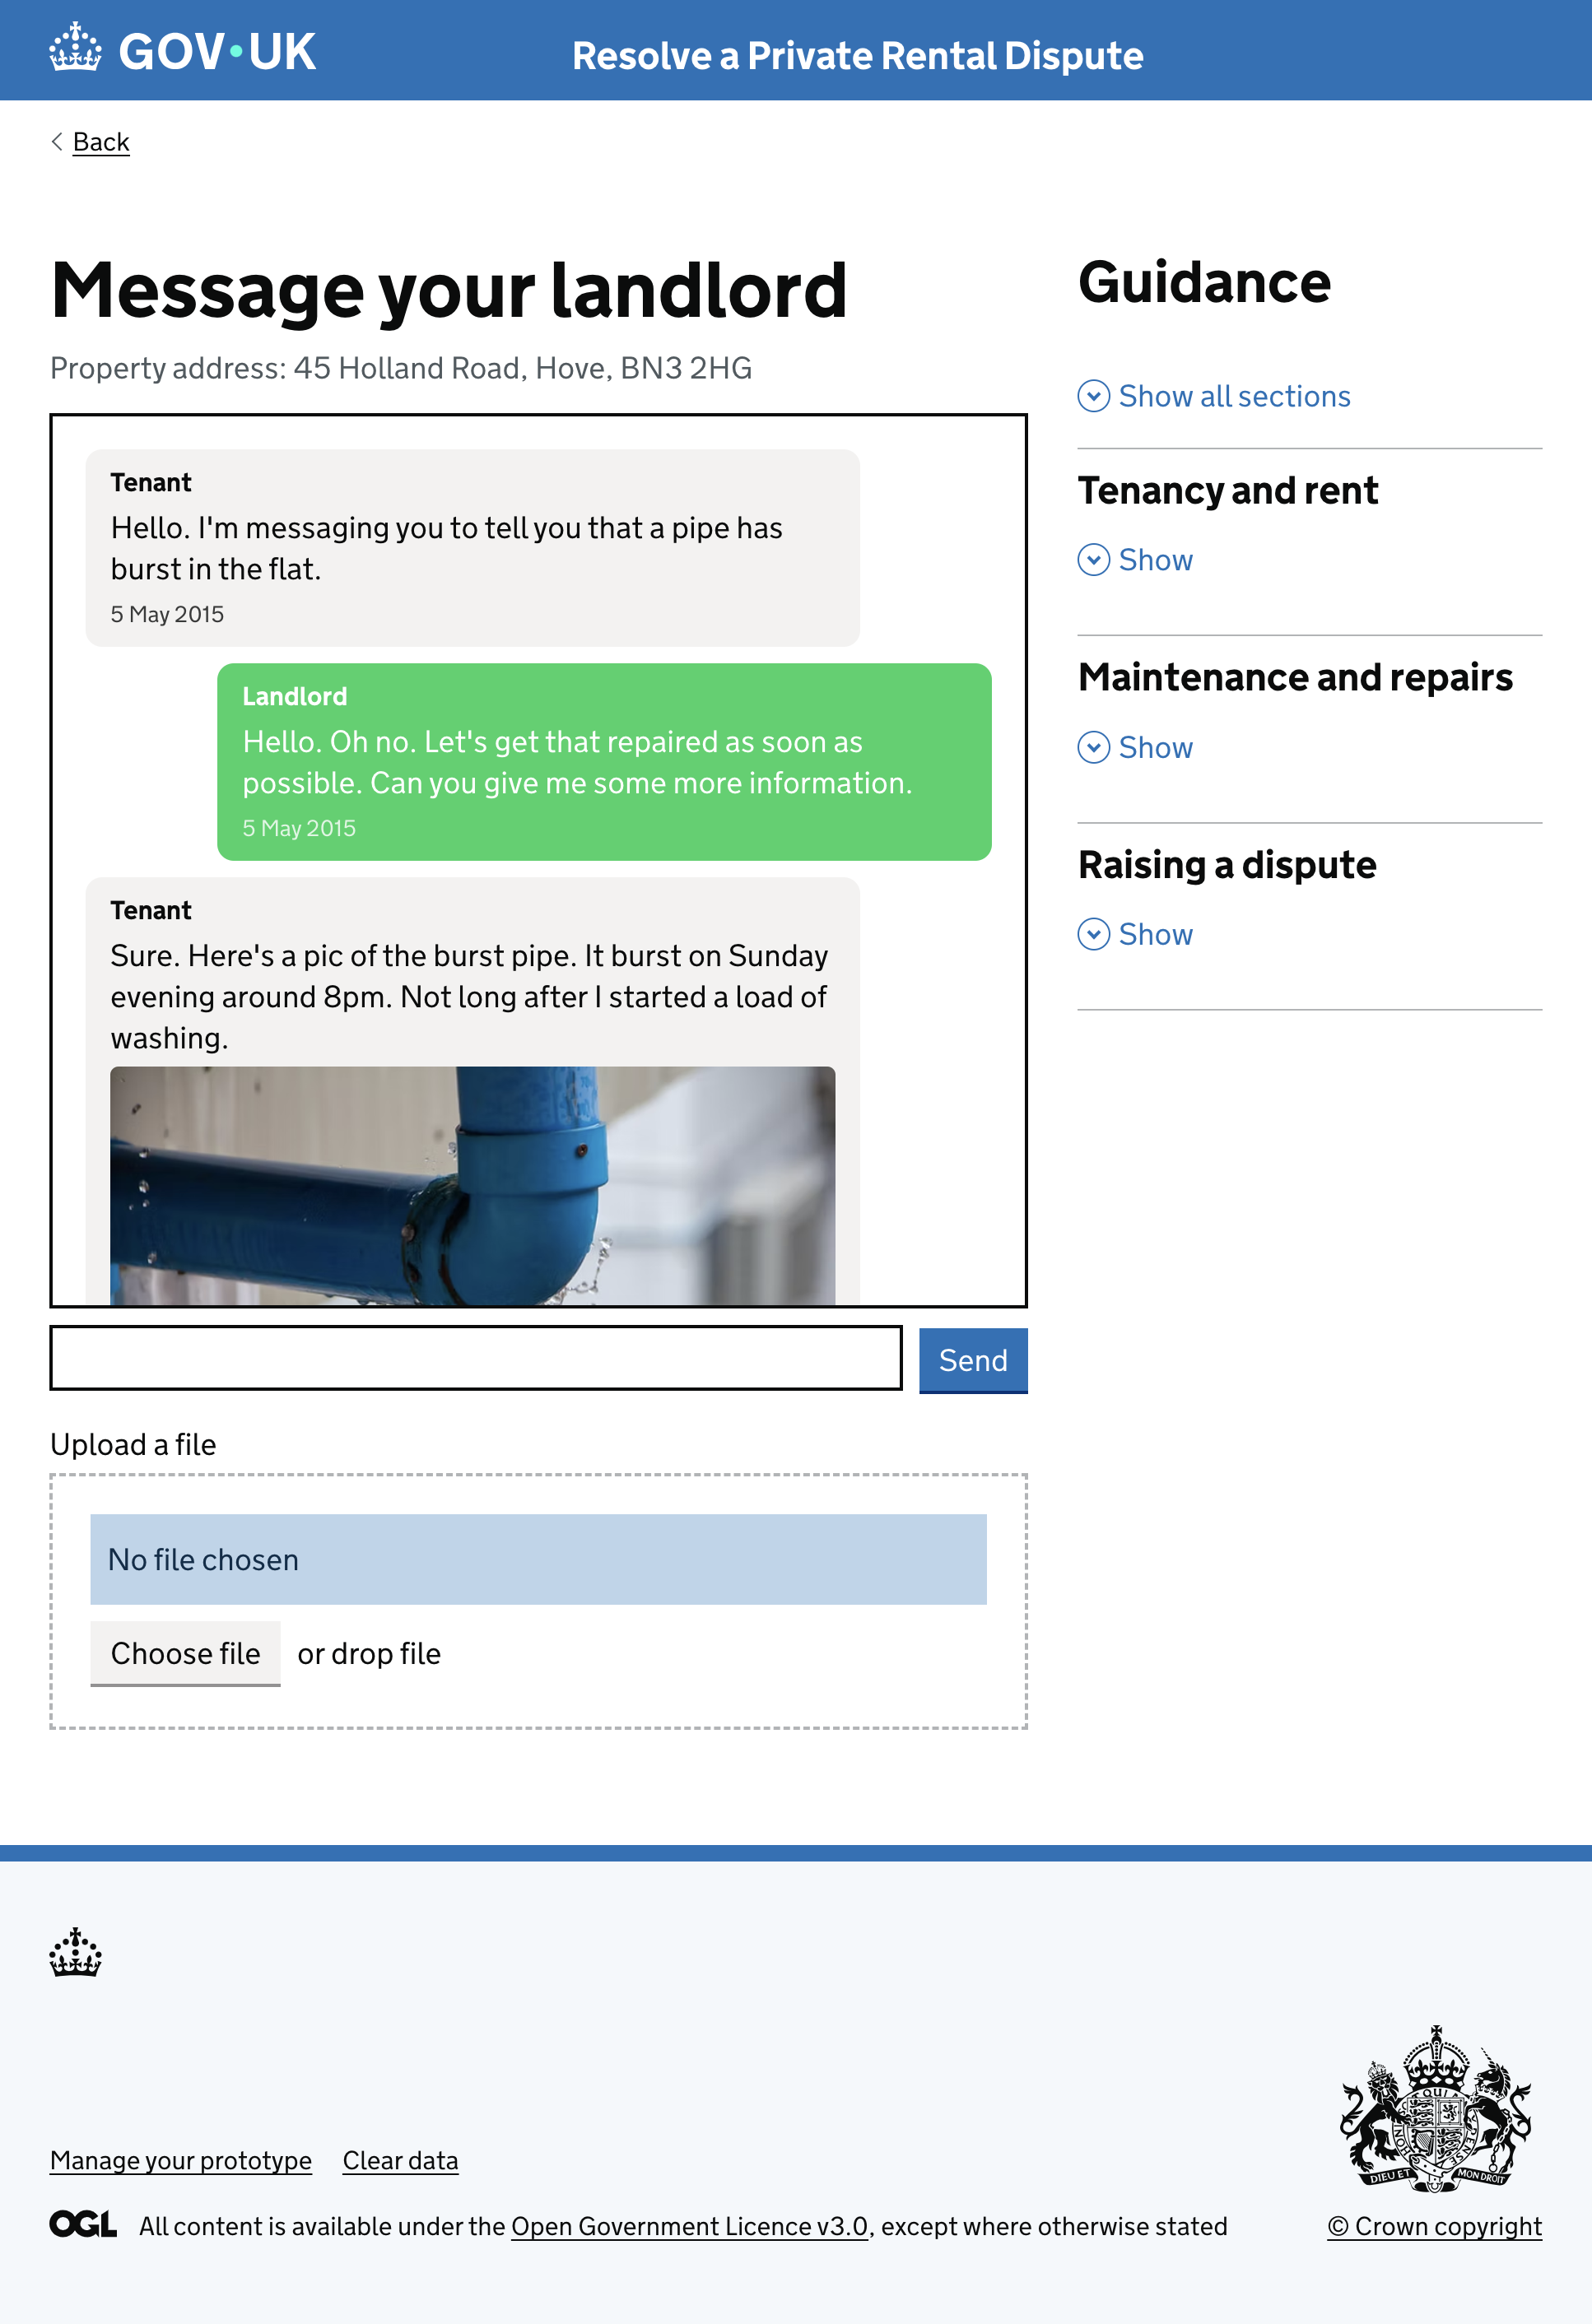 GOV·UK
Resolve a Private Rental Dispute
Back
Message your landlord
Property address: 45 Holland Road, Hove, BN3 2HG
Tenant
Hello. I'm messaging you to tell you that a pipe has
burst in the flat.
5 May 2015
Landlord
Hello. Oh no. Let's get that repaired as soon as
possible. Can you give me some more information.
5 May 2015
Tenant
Sure. Here's a pic of the burst pipe. It burst on Sunday
evening around 8pm. Not long after I started a load of
washing.
Send
Upload a file
No file chosen
Choose file or drop file
Guidance
Show all sections
Tenancy and rent
Show
Maintenance and repairs
Show
Raising a dispute
Show
Manage your prototype Clear data
OGL All content is available under the Open Government Licence v3.0, except where otherwise stated
DIEU ET MON DROIT
© Crown copyright